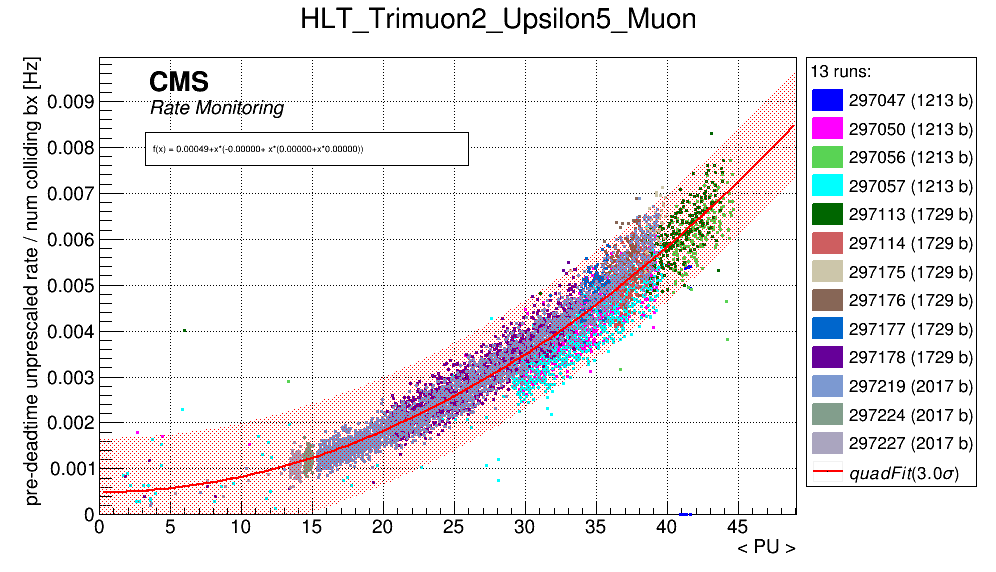 HLT_Trimuon2_Upsilon5_Muon
pre-deadtime unprescaled rate / num colliding bx [Hz]
CMS
Rate Monitoring
f(x) = 0.00049+x*(-0.00000+ x*(0.00000+x*0.00000))
0.009
0.008
0.007
0.006
0.005
0.004
0.003
0.002
0.001
0
0 5 10 15 20 25 30 35 40 45
< PU >
13 runs:
297047 (1213 b)
297050 (1213 b)
297056 (1213 b)
297057 (1213 b)
297113 (1729 b)
297114 (1729 b)
297175 (1729 b)
297176 (1729 b)
297177 (1729 b)
297178 (1729 b)
297219 (2017 b)
297224 (2017 b)
297227 (2017 b)
quadFit(3.0σ)